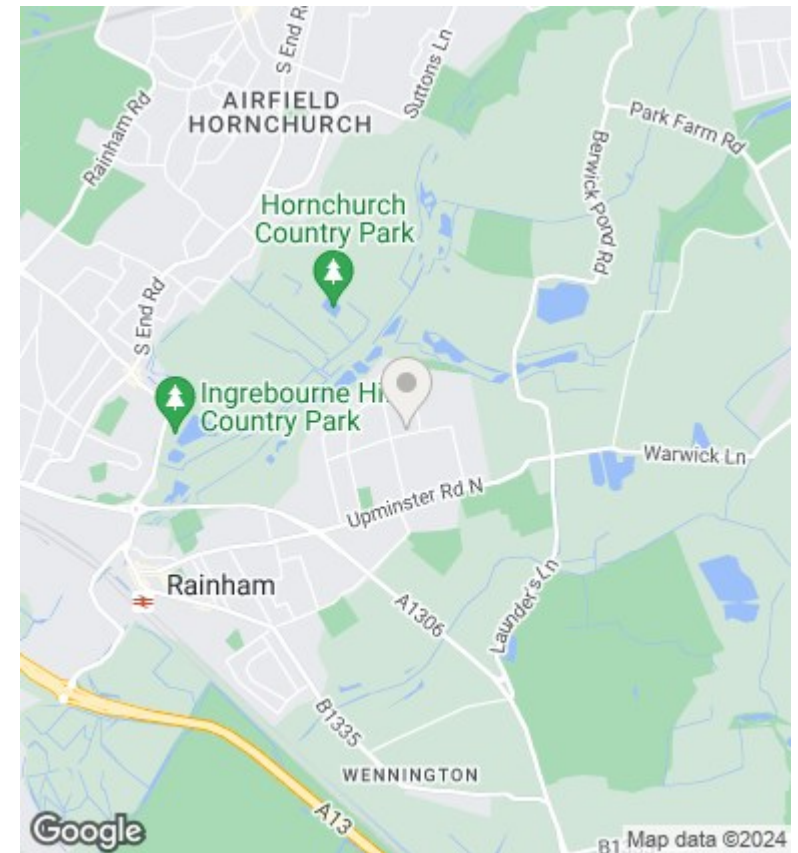 S End Rd
Suttons Ln
AIRFIELD
HORNCHURCH
Rainham Rd
Park Farm Rd
Berwick Pond Rd
Hornchurch
Country Park
S End Rd
Ingrebourne Hi
Country Park
Warwick Ln
Upminster Rd N
Rainham
A1306
Launder's Ln
B1335
WENNINGTON
A13
Google
Map data ©2024